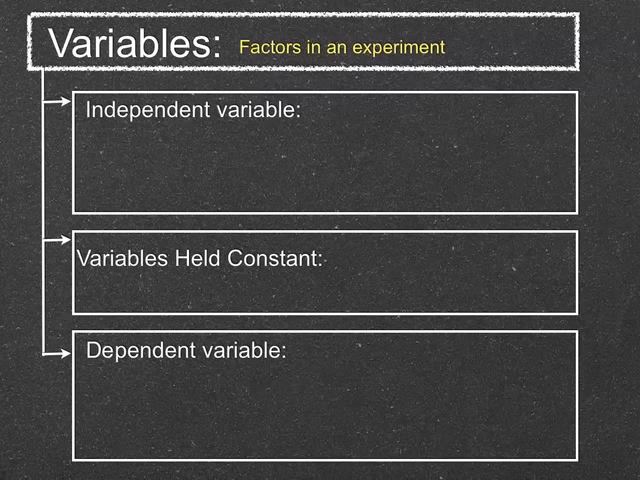 Variables: Factors in an experiment
Independent variable:
Variables Held Constant:
Dependent variable: